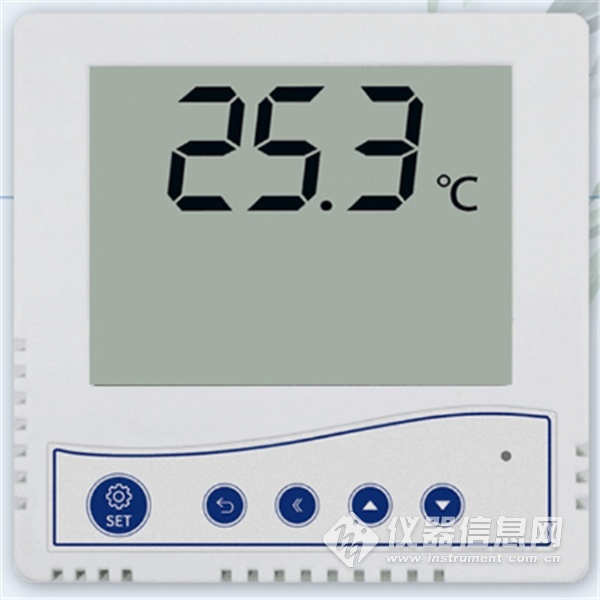 25.3
℃
SET
仪器信息网
www.instrument.com.cn